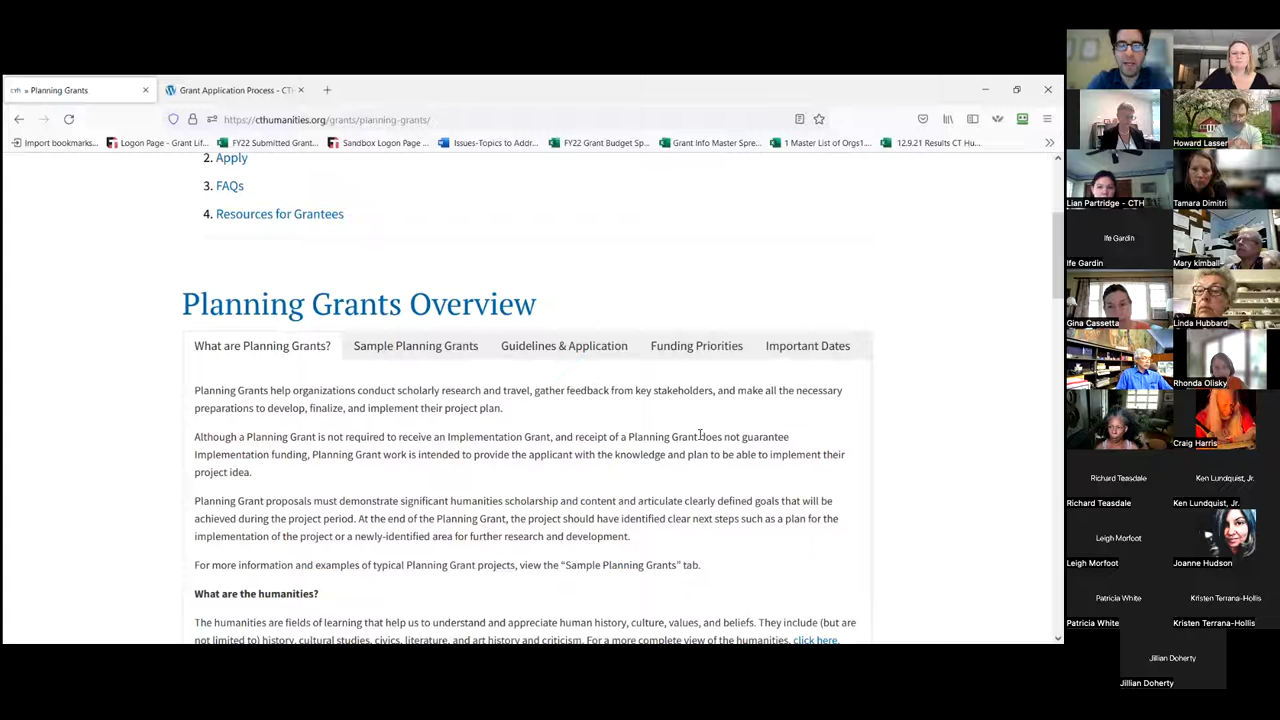 cth » Planning Grants
Grant Application Process - CTH
https://cthumanities.org/grants/planning-grants/
Import bookmarks...
Logon Page - Grant Lif...
FY22 Submitted Grant...
Sandbox Logon Page ...
Issues-Topics to Addr...
FY22 Grant Budget Sp...
Grant Info Master Spre...
1 Master List of Orgs1...
12.9.21 Results CT Hu...
2. Apply
3. FAQs
4. Resources for Grantees
Planning Grants Overview
What are Planning Grants?
Sample Planning Grants
Guidelines & Application
Funding Priorities
Important Dates
Planning Grants help organizations conduct scholarly research and travel, gather feedback from key stakeholders, and make all the necessary
preparations to develop, finalize, and implement their project plan.
Although a Planning Grant is not required to receive an Implementation Grant, and receipt of a Planning Grant does not guarantee
Implementation funding, Planning Grant work is intended to provide the applicant with the knowledge and plan to be able to implement their
project idea.
Planning Grant proposals must demonstrate significant humanities scholarship and content and articulate clearly defined goals that will be
achieved during the project period. At the end of the Planning Grant, the project should have identified clear next steps such as a plan for the
implementation of the project or a newly-identified area for further research and development.
For more information and examples of typical Planning Grant projects, view the “Sample Planning Grants” tab.
What are the humanities?
The humanities are fields of learning that help us to understand and appreciate human history, culture, values, and beliefs. They include (but are
not limited to) history, cultural studies, civics, literature, and art history and criticism. For a more complete view of the humanities, click here.
Howard Lasser
Lian Partridge - CTH
Tamara Dimitri
Ife Gardin
Ife Gardin
Mary kimball
Gina Cassetta
Linda Hubbard
Rhonda Olisky
Craig Harris
Richard Teasdale
Richard Teasdale
Ken Lundquist, Jr.
Ken Lundquist, Jr.
Leigh Morfoot
Leigh Morfoot
Joanne Hudson
Patricia White
Patricia White
Kristen Terrana-Hollis
Kristen Terrana-Hollis
Jillian Doherty
Jillian Doherty